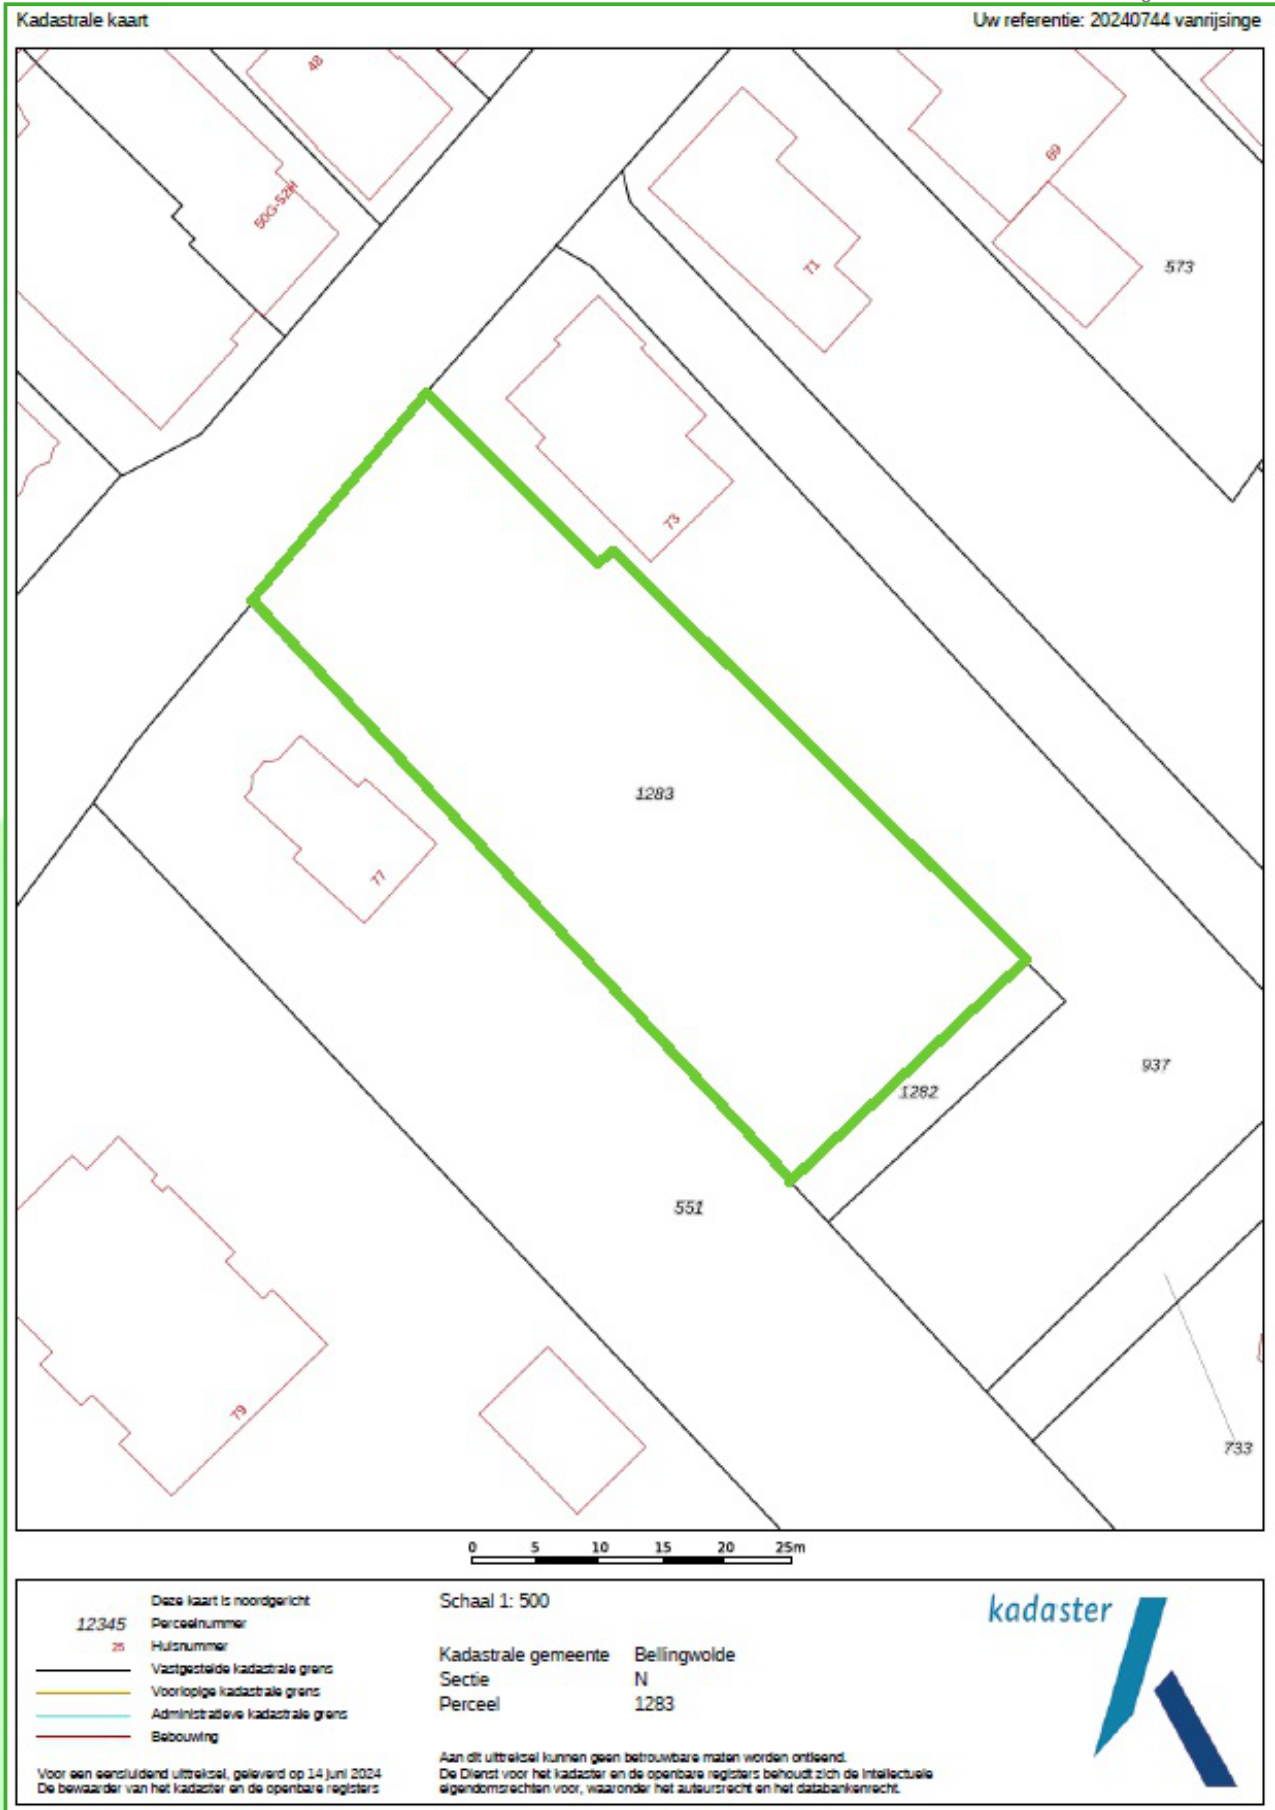 Kadastrale kaart
Uw referentie: 20240744 vanrijsinge
48
50G-52H
69
71
573
73
1283
77
937
1282
551
79
733
0 5 10 15 20 25m
Deze kaart is noordgericht
12345 Perceelnummer
25 Huisnummer
Vastgestelde kadastrale grens
Voorlopige kadastrale grens
Administratieve kadastrale grens
Bebouwing
Voor een eensluidend uittreksel, geleverd op 14 juni 2024
De bewaarder van het kadaster en de openbare registers
Schaal 1: 500
Kadastrale gemeente Bellingwolde
Sectie N
Perceel 1283
Aan dit uittreksel kunnen geen betrouwbare maten worden ontleend.
De Dienst voor het kadaster en de openbare registers behoudt zich de intellectuele
eigendomsrechten voor, waaronder het auteursrecht en het databankenrecht.
kadaster